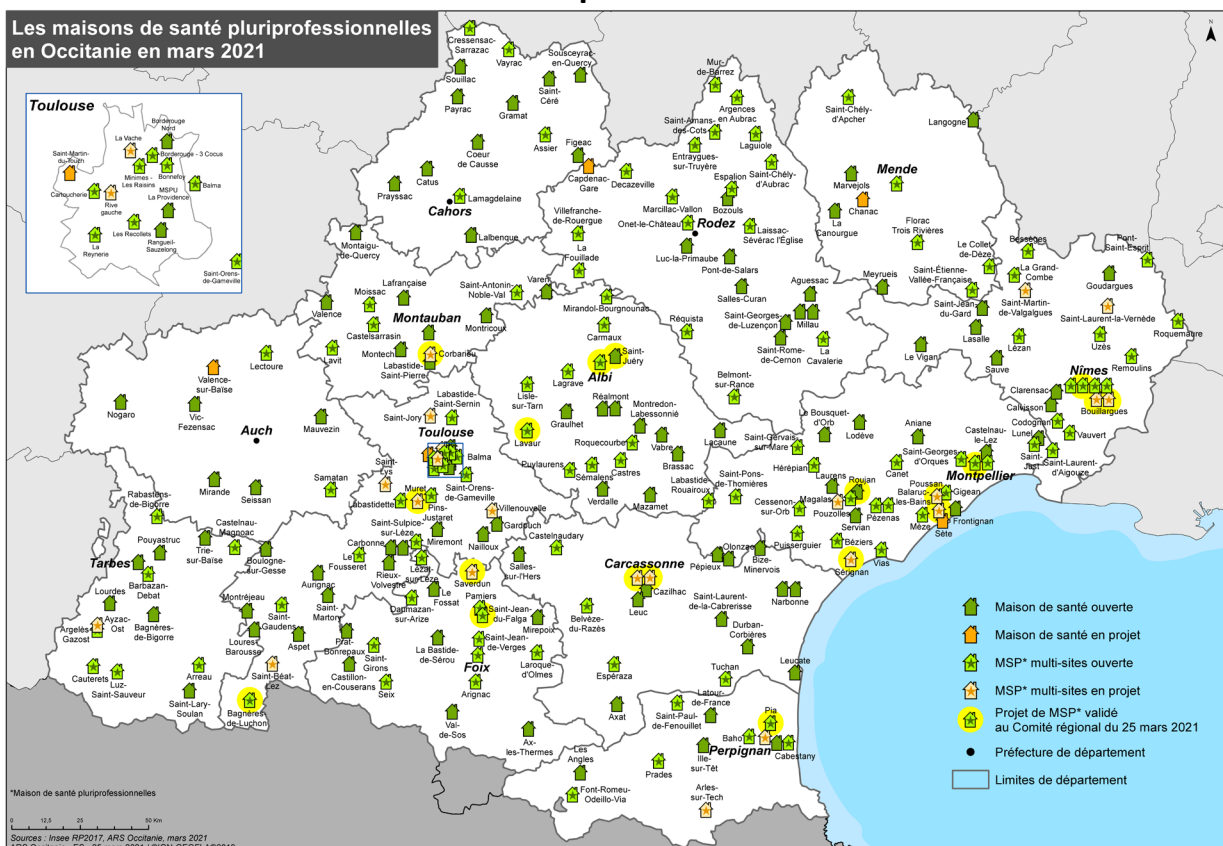 Les maisons de santé pluriprofessionnelles
en Occitanie en mars 2021
N
Toulouse
Borderouge
Nord
La Vache
Saint-Martin-
du-Touch
Borderouge - 3 Cocus
Minimes -
Les Raisins
Bonnefoy
Cartoucherie
Rive
gauche
MSPU
La Providence
Balma
Les Recollets
La
Reynerie
Rangueil-
Sauzelong
Saint-Orens-
de-Gameville
Cressensac-
Sarrazac
Vayrac
Sousceyrac-
en-Quercy
Souillac
Saint-
Céré
Payrac
Gramat
Assier
Figeac
Coeur
de Causse
Capdenac-
Gare
Catus
Prayssac
Lamagdelaine
Cahors
Lalbenque
Mur-
de-Barrez
Argences
en Aubrac
Saint-Amans-
des-Cots
Laguiole
Entraygues-
sur-Truyère
Saint-Chély-
d'Aubrac
Decazeville
Espalion
Bozouls
Marcillac-Vallon
Onet-le-Château
Rodez
Laissac-
Sévérac l'Église
Villefranche-
de-Rouergue
La
Fouillade
Luc-la-Primaube
Pont-de-Salars
Salles-Curan
Aguessac
Saint-Georges-
de-Luzençon
Millau
Réquista
Saint-Rome-
de-Cernon
La
Cavalerie
Belmont-
sur-Rance
Saint-Chély-
d'Apcher
Langogne
Mende
Marvejols
Chanac
La
Canourgue
Florac
Trois Rivières
Le Collet-
de-Dèze
Meyrueis
Saint-Étienne-
Vallée-Française
Bessèges
Pont-
Saint-Esprit
La Grand-
Combe
Goudargues
Saint-Martin-
de-Valgalgues
Saint-Jean-
du-Gard
Saint-Laurent-la-Vernède
Roquemaure
Lasalle
Lézan
Uzès
Le Vigan
Sauve
Remoulins
Nîmes
Clarensac
Calvisson
Bouillargues
Codognan
Vauvert
Saint-Laurent-
d'Aigouze
Montaigu-
de-Quercy
Moissac
Lafrançaise
Saint-Antonin-
Noble-Val
Varen
Valence
Montauban
Montricoux
Castelsarrasin
Lavit
Montech
Corbarieu
Labastide-
Saint-Pierre
Mirandol-Bourgnounac
Carmaux
Saint-
Juéry
Albi
Lagrave
Lisle-
sur-Tarn
Réalmont
Montredon-
Labessonnié
Graulhet
Lavaur
Vabre
Lacaune
Roquecourbe
Puylaurens
Sémalens
Castres
Brassac
Verdalle
Mazamet
Labastide-
Rouairoux
Lectoure
Valence-
sur-Baïse
Nogaro
Vic-
Fezensac
Mauvezin
Auch
Mirande
Seissan
Samatan
Labastide-
Saint-Sernin
Saint-Jory
Toulouse
Balma
Saint-
Lys
Saint-Orens-
de-Gameville
Muret
Labastidette
Pins-
Justaret
Villenouvelle
Gardouch
Nailloux
Saint-Sulpice-
sur-Lèze
Miremont
Carbonne
Le
Fousseret
Rieux-
Volvestre
Boulogne-
sur-Gesse
Aurignac
Saint-
Martory
Montréjeau
Saint-
Gaudens
Loures-
Barousse
Aspet
Saint-Béat-
Lez
Bagnères-
de-Luchon
Rabastens-
de-Bigorre
Castelnau-
Magnoac
Pouyastruc
Trie-
sur-Baïse
Tarbes
Barbazan-
Debat
Lourdes
Ayzac-
Ost
Bagnères-
de-Bigorre
Argelès-
Gazost
Cauterets
Luz-
Saint-Sauveur
Arreau
Saint-Lary-
Soulan
Lézat-
sur-Lèze
Saverdun
Le
Fossat
Daumazan-
sur-Arize
Pamiers
Saint-Jean-
du-Falga
Mirepoix
Prat-
Bonrepaux
La Bastide-
de-Sérou
Saint-Jean-
de-Verges
Saint-
Girons
Foix
Laroque-
d'Olmes
Castillon-
en-Couserans
Seix
Arignac
Val-
de-Sos
Ax-
les-Thermes
Castelnaudary
Salles-
sur-l'Hers
Carcassonne
Cazilhac
Leuc
Pépieux
Belvèze-
du-Razès
Saint-Laurent-
de-la-Cabrerisse
Narbonne
Durban-
Corbières
Espéraza
Tuchan
Leucate
Axat
Le Bousquet-
d'Orb
Lodève
Aniane
Castelnau-
le-Lez
Lunel
Saint-
Just
Saint-Gervais-
sur-Mare
Saint-Georges
d'Orques
Hérépian
Canet
Montpellier
Saint-Pons-
de-Thomières
Laurens
Roujan
Poussan
Balaruc-
les-Bains
Gigean
Magalas
Cessenon-
sur-Orb
Pouzolles
Pézenas
Mèze
Frontignan
Servian
Sète
Puisserguier
Béziers
Olonzac
Bize-
Minervois
Sérignan
Vias
Latour-
de-France
Pia
Saint-Paul-
de-Fenouillet
Baho
Perpignan
Cabestany
Ille-
sur-Têt
Les
Angles
Prades
Font-Romeu-
Odeillo-Via
Arles-
sur-Tech
Maison de santé ouverte
Maison de santé en projet
MSP* multi-sites ouverte
MSP* multi-sites en projet
Projet de MSP* validé
au Comité régional du 25 mars 2021
Préfecture de département
Limites de département
*Maison de santé pluriprofessionnelles
0 12,5 25 50 Km
Sources : Insee RP2017, ARS Occitanie, mars 2021